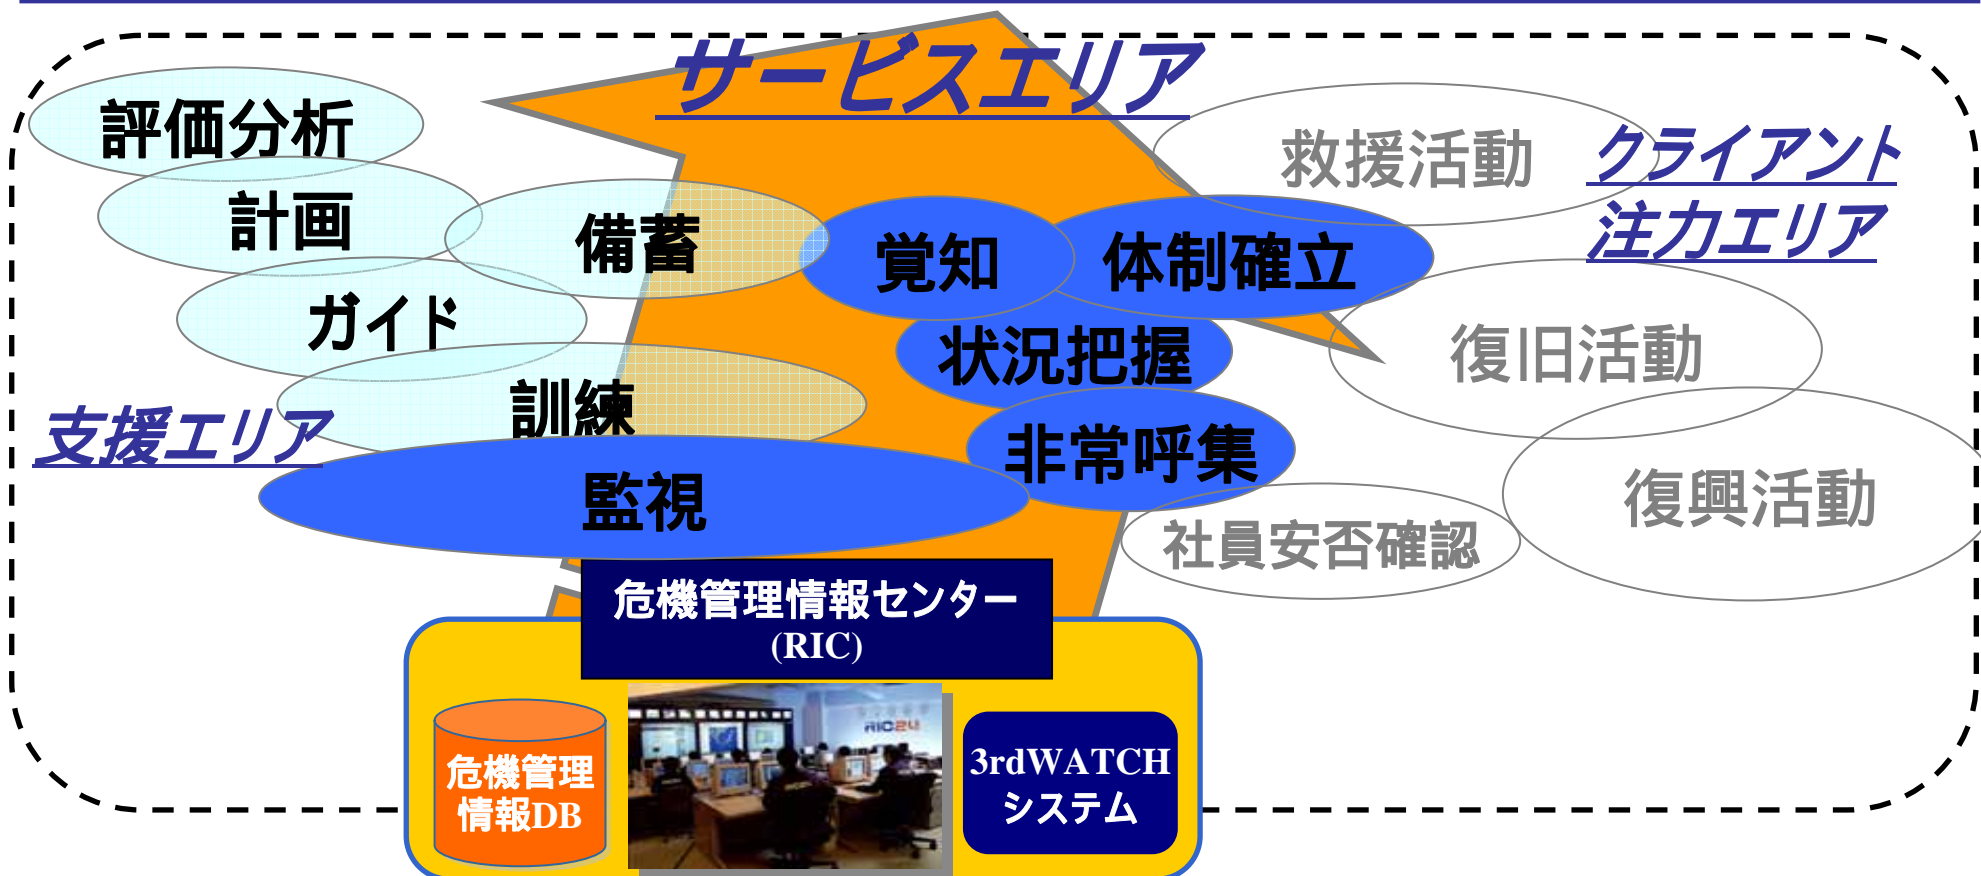 サービスエリア
評価分析
計画
備蓄
ガイド
訓練
支援エリア
監視
覚知
体制確立
状況把握
非常呼集
救援活動
クライアント
注力エリア
復旧活動
復興活動
社員安否確認
危機管理情報センター
(RIC)
危機管理
情報DB
RIC24
3rdWATCH
システム